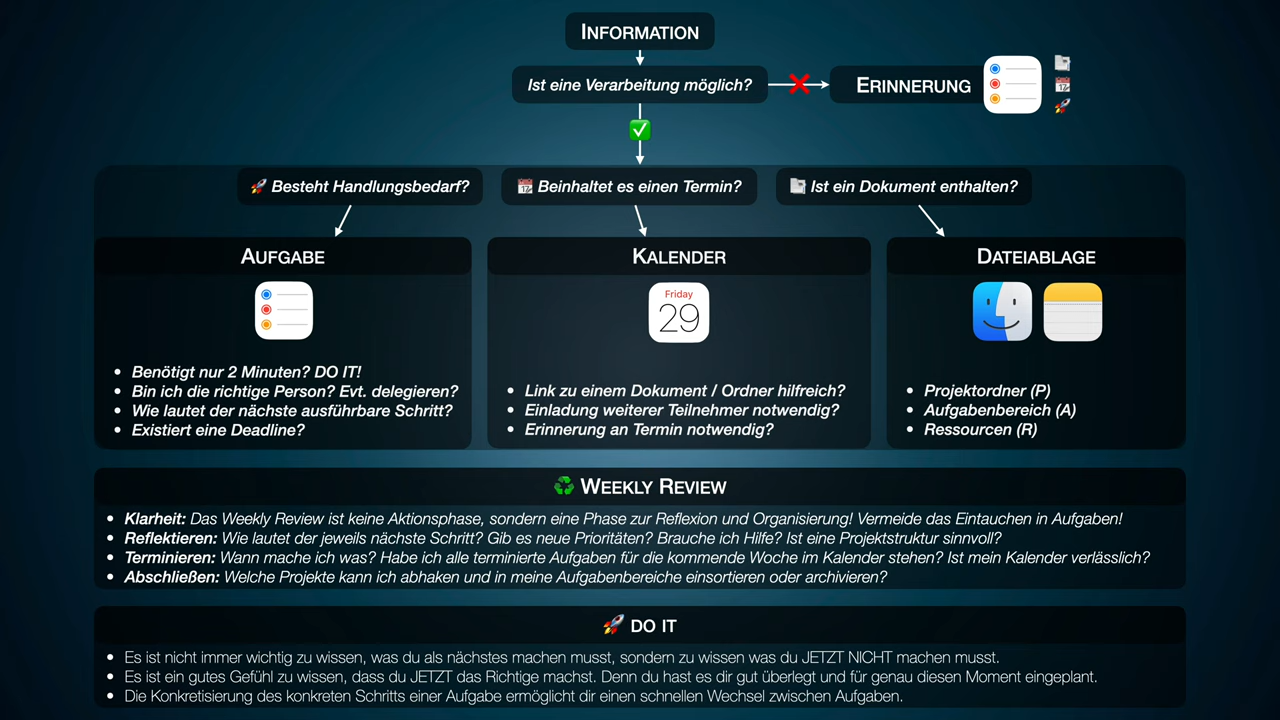 INFORMATION
Ist eine Verarbeitung möglich?
ERINNERUNG
Besteht Handlungsbedarf?
Beinhaltet es einen Termin?
Ist ein Dokument enthalten?
AUFGABE
• Benötigt nur 2 Minuten? DO IT!
• Bin ich die richtige Person? Evt. delegieren?
• Wie lautet der nächste ausführbare Schritt?
• Existiert eine Deadline?
KALENDER
Friday
29
• Link zu einem Dokument / Ordner hilfreich?
• Einladung weiterer Teilnehmer notwendig?
• Erinnerung an Termin notwendig?
DATEIABLAGE
• Projektordner (P)
• Aufgabenbereich (A)
• Ressourcen (R)
WEEKLY REVIEW
• Klarheit: Das Weekly Review ist keine Aktionsphase, sondern eine Phase zur Reflexion und Organisierung! Vermeide das Eintauchen in Aufgaben!
• Reflektieren: Wie lautet der jeweils nächste Schritt? Gib es neue Prioritäten? Brauche ich Hilfe? Ist eine Projektstruktur sinnvoll?
• Terminieren: Wann mache ich was? Habe ich alle terminierte Aufgaben für die kommende Woche im Kalender stehen? Ist mein Kalender verlässlich?
• Abschließen: Welche Projekte kann ich abhaken und in meine Aufgabenbereiche einsortieren oder archivieren?
DO IT
• Es ist nicht immer wichtig zu wissen, was du als nächstes machen musst, sondern zu wissen was du JETZT NICHT machen musst.
• Es ist ein gutes Gefühl zu wissen, dass du JETZT das Richtige machst. Denn du hast es dir gut überlegt und für genau diesen Moment eingeplant.
• Die Konkretisierung des konkreten Schritts einer Aufgabe ermöglicht dir einen schnellen Wechsel zwischen Aufgaben.